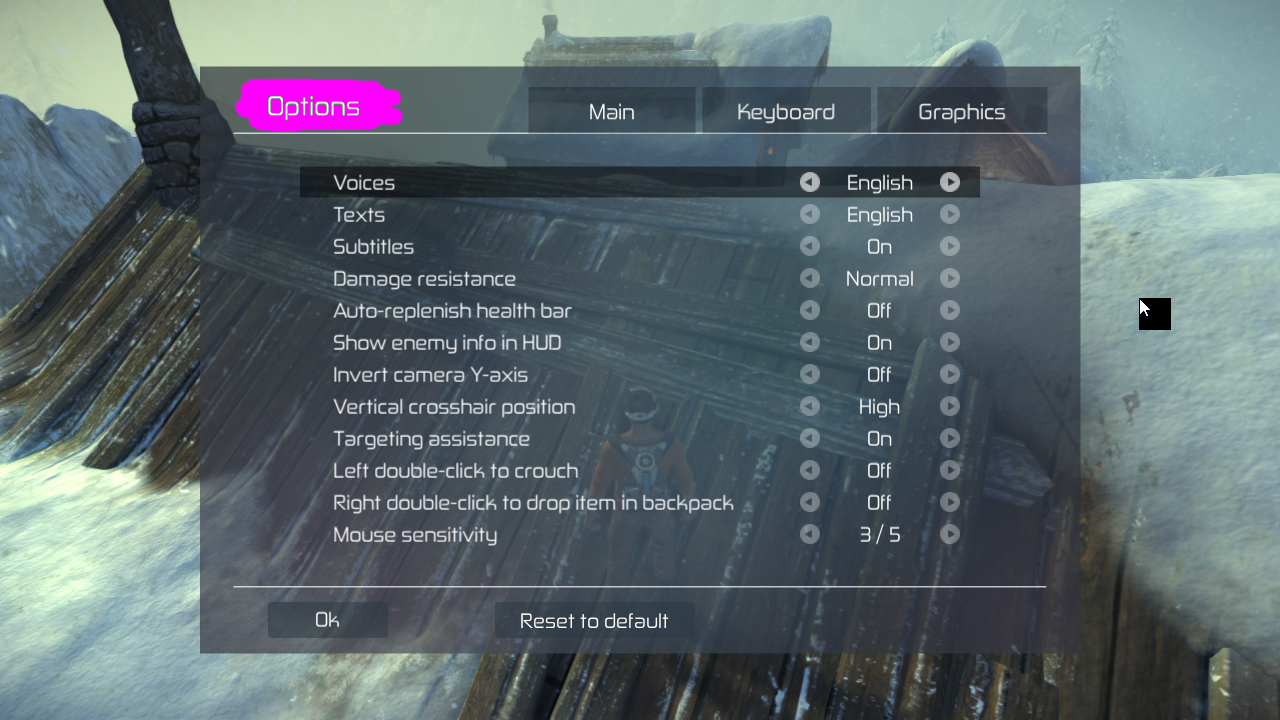 Options
Main Keyboard Graphics
Voices English
Texts English
Subtitles On
Damage resistance Normal
Auto-replenish health bar Off
Show enemy info in HUD On
Invert camera Y-axis Off
Vertical crosshair position High
Targeting assistance On
Left double-click to crouch Off
Right double-click to drop item in backpack Off
Mouse sensitivity 3 / 5
Ok Reset to default